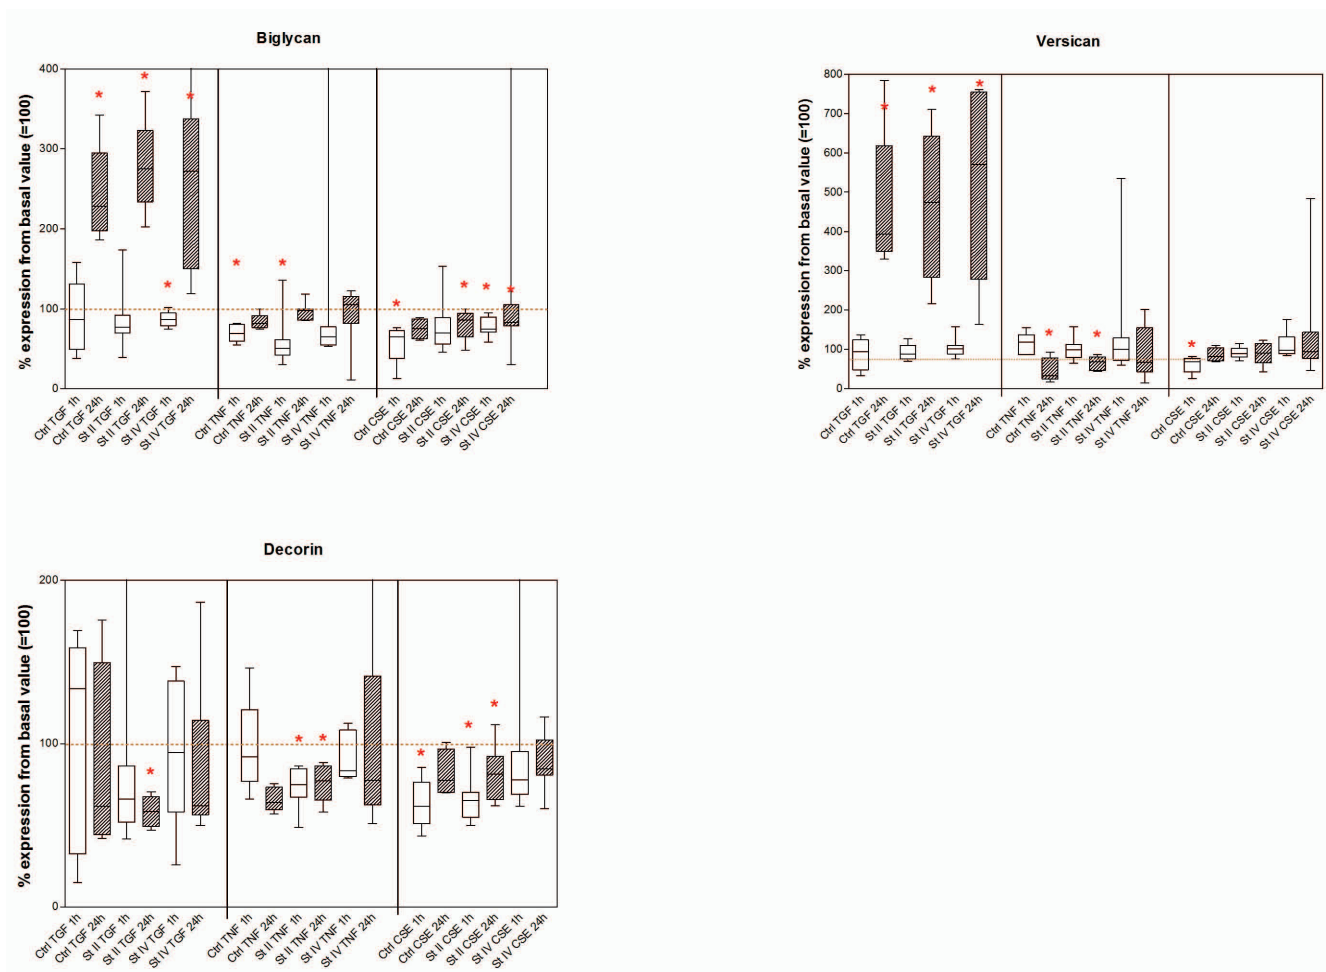 Biglycan
% expression from basal value (=100)
400
300
200
100
0
* * * * * * * * * * *
Ctrl TGF 1h
Ctrl TGF 24h
St II TGF 1h
St II TGF 24h
St IV TGF 1h
St IV TGF 24h
Ctrl TNF 1h
Ctrl TNF 24h
St II TNF 1h
St II TNF 24h
St IV TNF 1h
St IV TNF 24h
Ctrl CSE 1h
Ctrl CSE 24h
St II CSE 1h
St II CSE 24h
St IV CSE 1h
St IV CSE 24h
Versican
% expression from basal value (=100)
800
700
600
500
400
300
200
100
0
* * * * * *
Ctrl TGF 1h
Ctrl TGF 24h
St II TGF 1h
St II TGF 24h
St IV TGF 1h
St IV TGF 24h
Ctrl TNF 1h
Ctrl TNF 24h
St II TNF 1h
St II TNF 24h
St IV TNF 1h
St IV TNF 24h
Ctrl CSE 1h
Ctrl CSE 24h
St II CSE 1h
St II CSE 24h
St IV CSE 1h
St IV CSE 24h
Decorin
% expression from basal value (=100)
200
100
0
* * * * * *
Ctrl TGF 1h
Ctrl TGF 24h
St II TGF 1h
St II TGF 24h
St IV TGF 1h
St IV TGF 24h
Ctrl TNF 1h
Ctrl TNF 24h
St II TNF 1h
St II TNF 24h
St IV TNF 1h
St IV TNF 24h
Ctrl CSE 1h
Ctrl CSE 24h
St II CSE 1h
St II CSE 24h
St IV CSE 1h
St IV CSE 24h